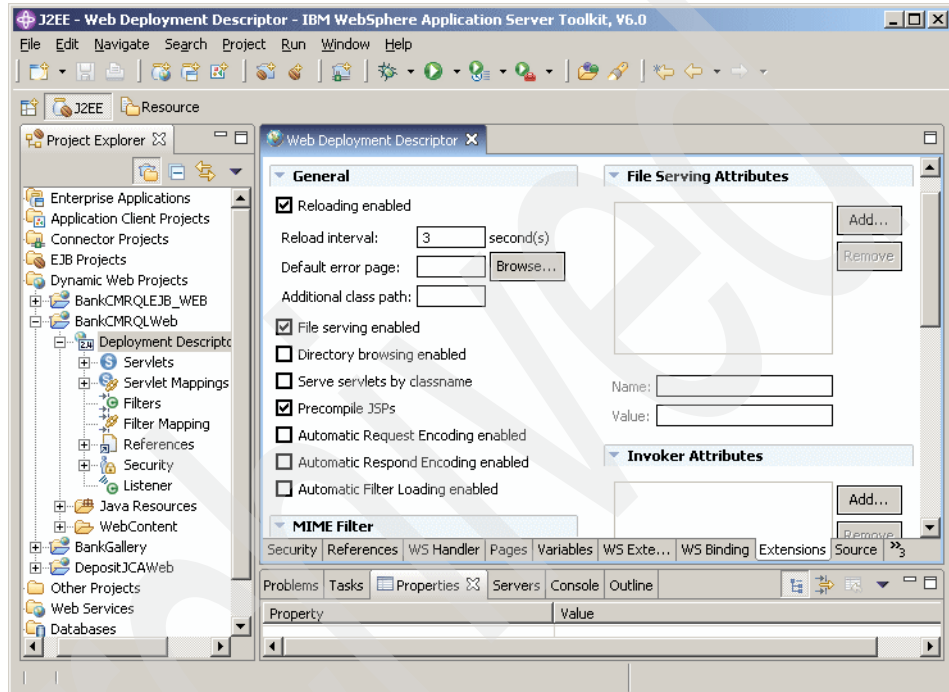 J2EE - Web Deployment Descriptor - IBM WebSphere Application Server Toolkit, V6.0
File Edit Navigate Search Project Run Window Help
J2EE Resource
Project Explorer
Enterprise Applications
Application Client Projects
Connector Projects
EJB Projects
Dynamic Web Projects
BankCMRQLEJB_WEB
BankCMRQLWeb
Deployment Descripto
Servlets
Servlet Mappings
Filters
Filter Mapping
References
Security
Listener
Java Resources
WebContent
BankGallery
DepositJCAWeb
Other Projects
Web Services
Databases
Web Deployment Descriptor
General
Reloading enabled
Reload interval: 3 second(s)
Default error page: Browse...
Additional class path:
File serving enabled
Directory browsing enabled
Serve servlets by classname
Precompile JSPs
Automatic Request Encoding enabled
Automatic Respond Encoding enabled
Automatic Filter Loading enabled
MIME Filter
File Serving Attributes
Add...
Remove
Name:
Value:
Invoker Attributes
Add...
Remove
Security References WS Handler Pages Variables WS Exte... WS Binding Extensions Source »3
Problems Tasks Properties Servers Console Outline
Property Value